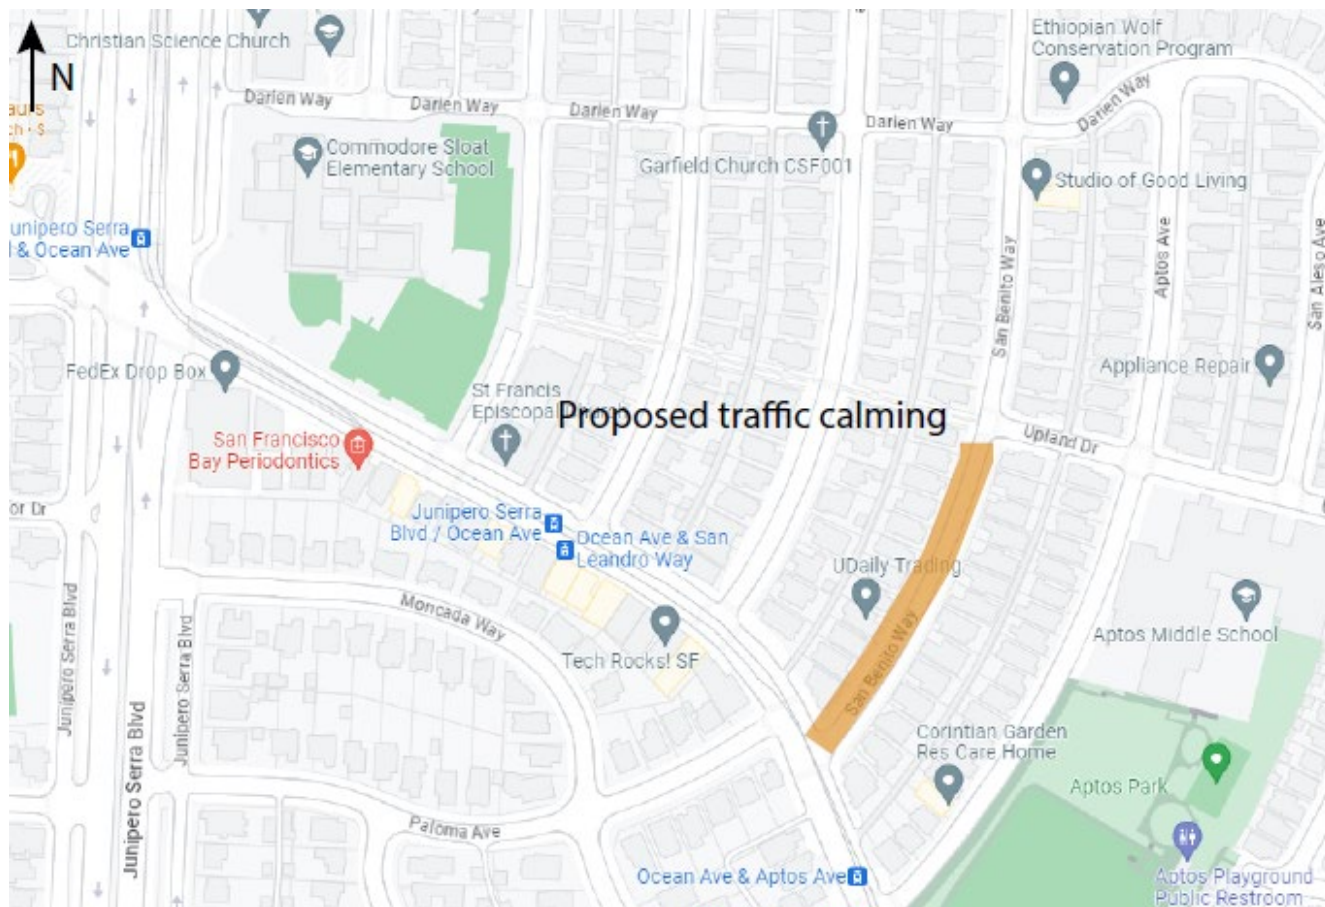 N
Christian Science Church
Ethiopian Wolf
Conservation Program
Darien Way
Darien Way
Darien Way
Darien Way
Darien Way
Commodore Sloat
Elementary School
Garfield Church CSF001
Studio of Good Living
unipero Serra
& Ocean Ave
San Benito Way
Aptos Ave
San Aleso Ave
FedEx Drop Box
Appliance Repair
St Francis
Episcopal
Proposed traffic calming
Upland Dr
San Francisco
Bay Periodontics
or Dr
Junipero Serra
Blvd / Ocean Ave
Ocean Ave & San
Leandro Way
UDaily Trading
Moncada Way
Junipero Serra Blvd
Junipero Serra Blvd
Junipero Serra Blvd
Tech Rocks! SF
Aptos Middle School
San Benito Way
Corintian Garden
Res Care Home
Aptos Park
Paloma Ave
Ocean Ave & Aptos Ave
Aptos Playground
Public Restroom